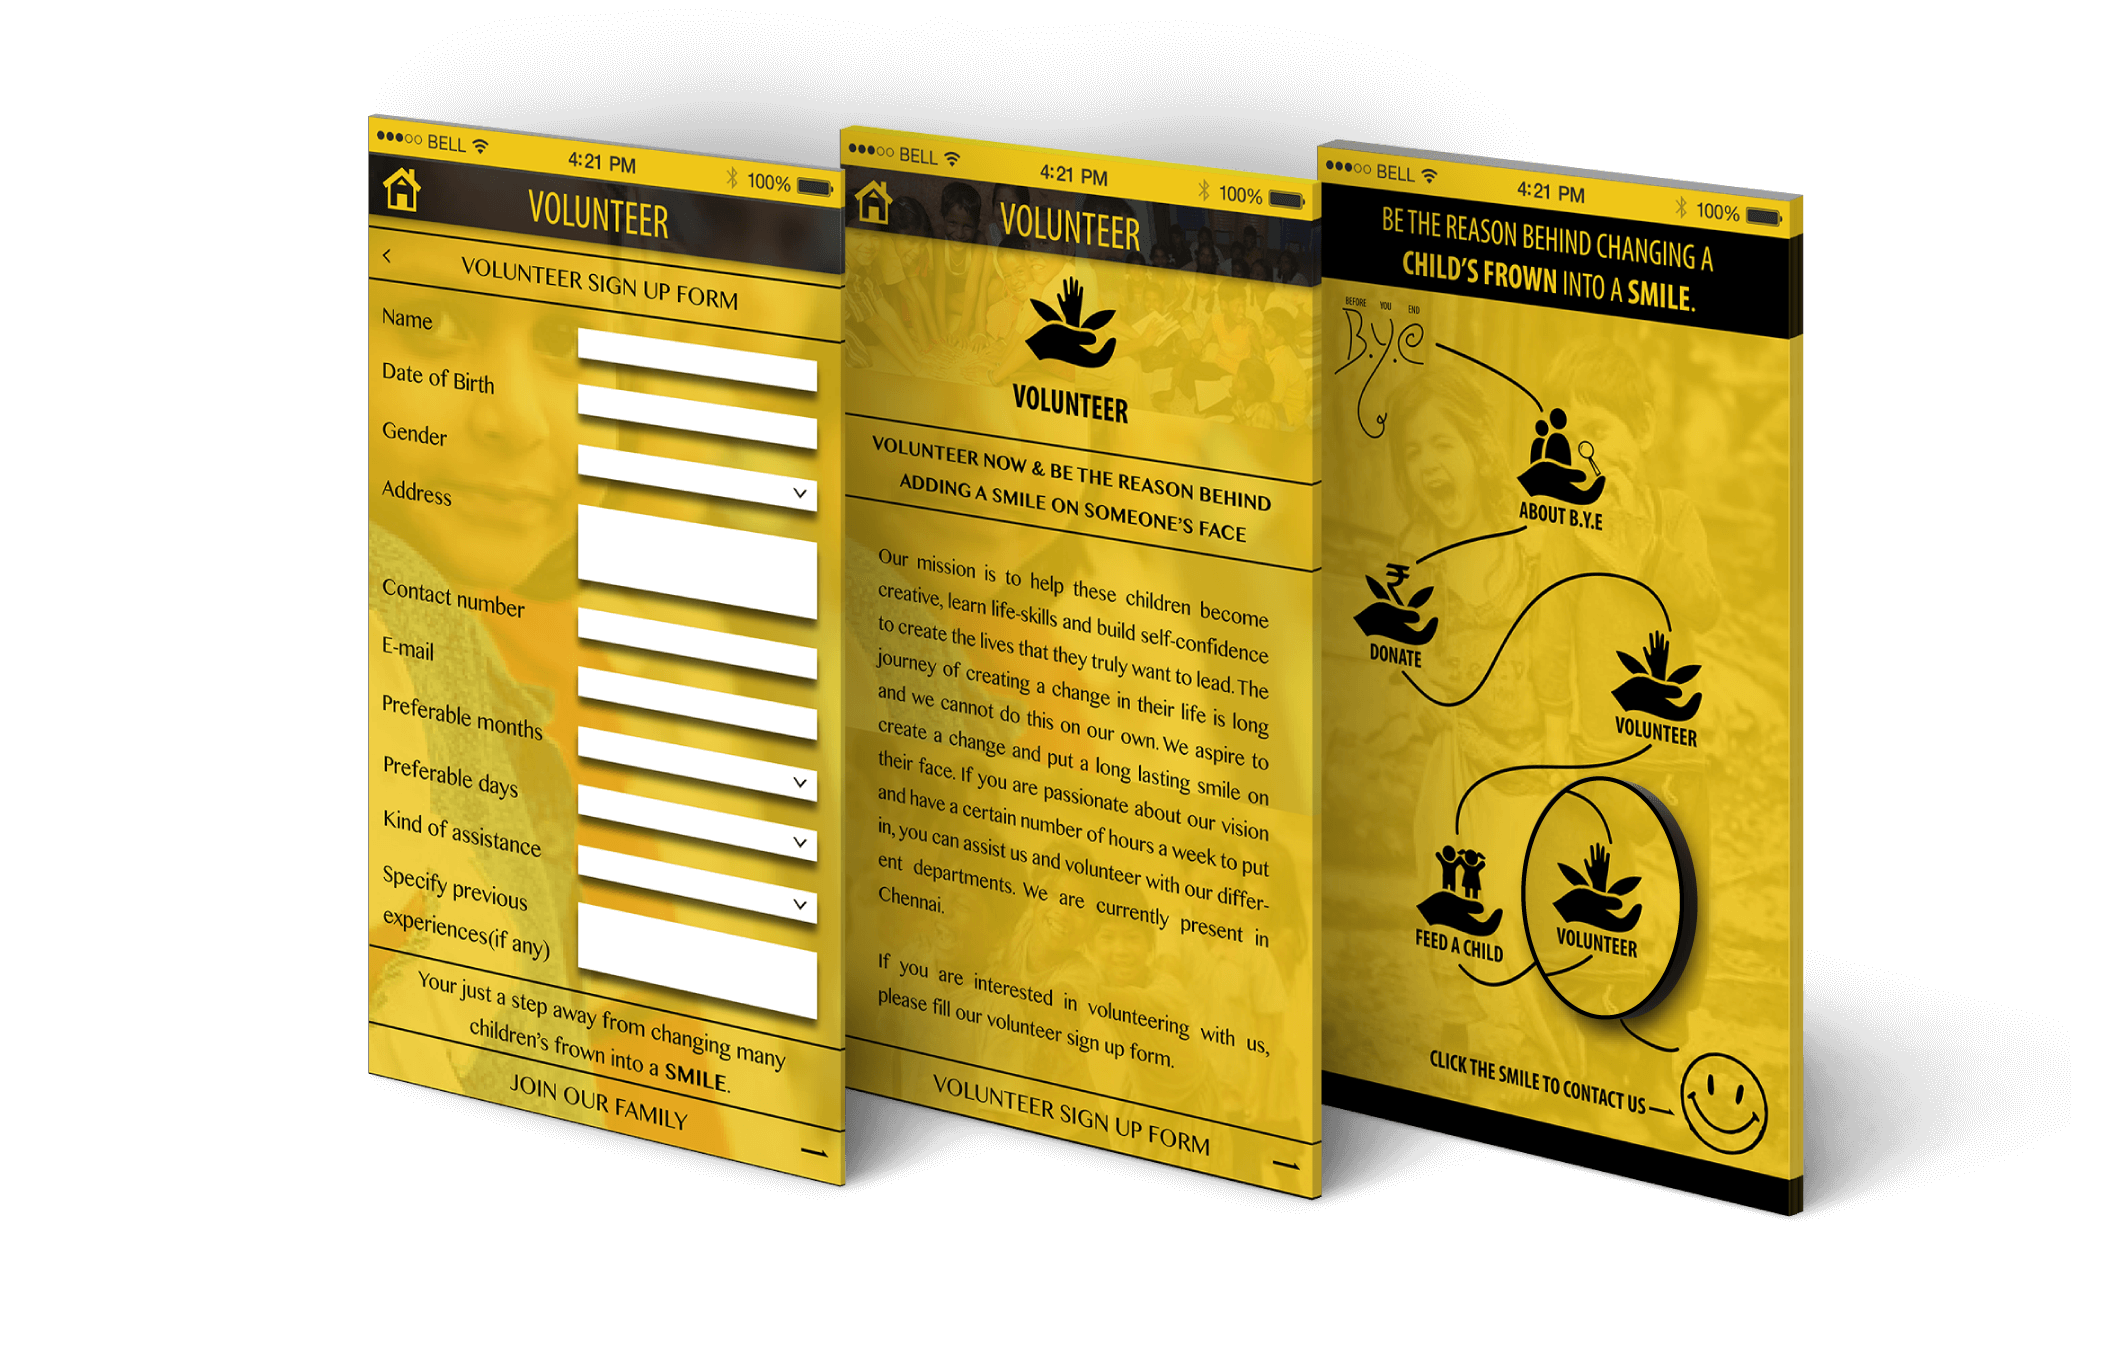 BELL
4:21 PM
100%
VOLUNTEER
VOLUNTEER SIGN UP FORM
Name
Date of Birth
Gender
Address
Contact number
E-mail
Preferable months
Preferable days
Kind of assistance
Specify previous
experiences(if any)
Your just a step away from changing many
children's frown into a SMILE.
JOIN OUR FAMILY
BELL
4:21 PM
100%
VOLUNTEER
VOLUNTEER
VOLUNTEER NOW & BE THE REASON BEHIND
ADDING A SMILE ON SOMEONE'S FACE
Our mission is to help these children become
creative, learn life-skills and build self-confidence
to create the lives that they truly want to lead. The
journey of creating a change in their life is long
and we cannot do this on our own. We aspire to
create a change and put a long lasting smile on
their face. If you are passionate about our vision
and have a certain number of hours a week to put
in, you can assist us and volunteer with our differ-
ent departments. We are currently present in
Chennai.
If you are interested in volunteering with us,
please fill our volunteer sign up form.
VOLUNTEER SIGN UP FORM
BELL
4:21 PM
100%
BE THE REASON BEHIND CHANGING A
CHILD'S FROWN INTO A SMILE.
BEFORE YOU END
B.y.e
ABOUT B.Y.E
₹
DONATE
VOLUNTEER
FEED A CHILD
VOLUNTEER
CLICK THE SMILE TO CONTACT US